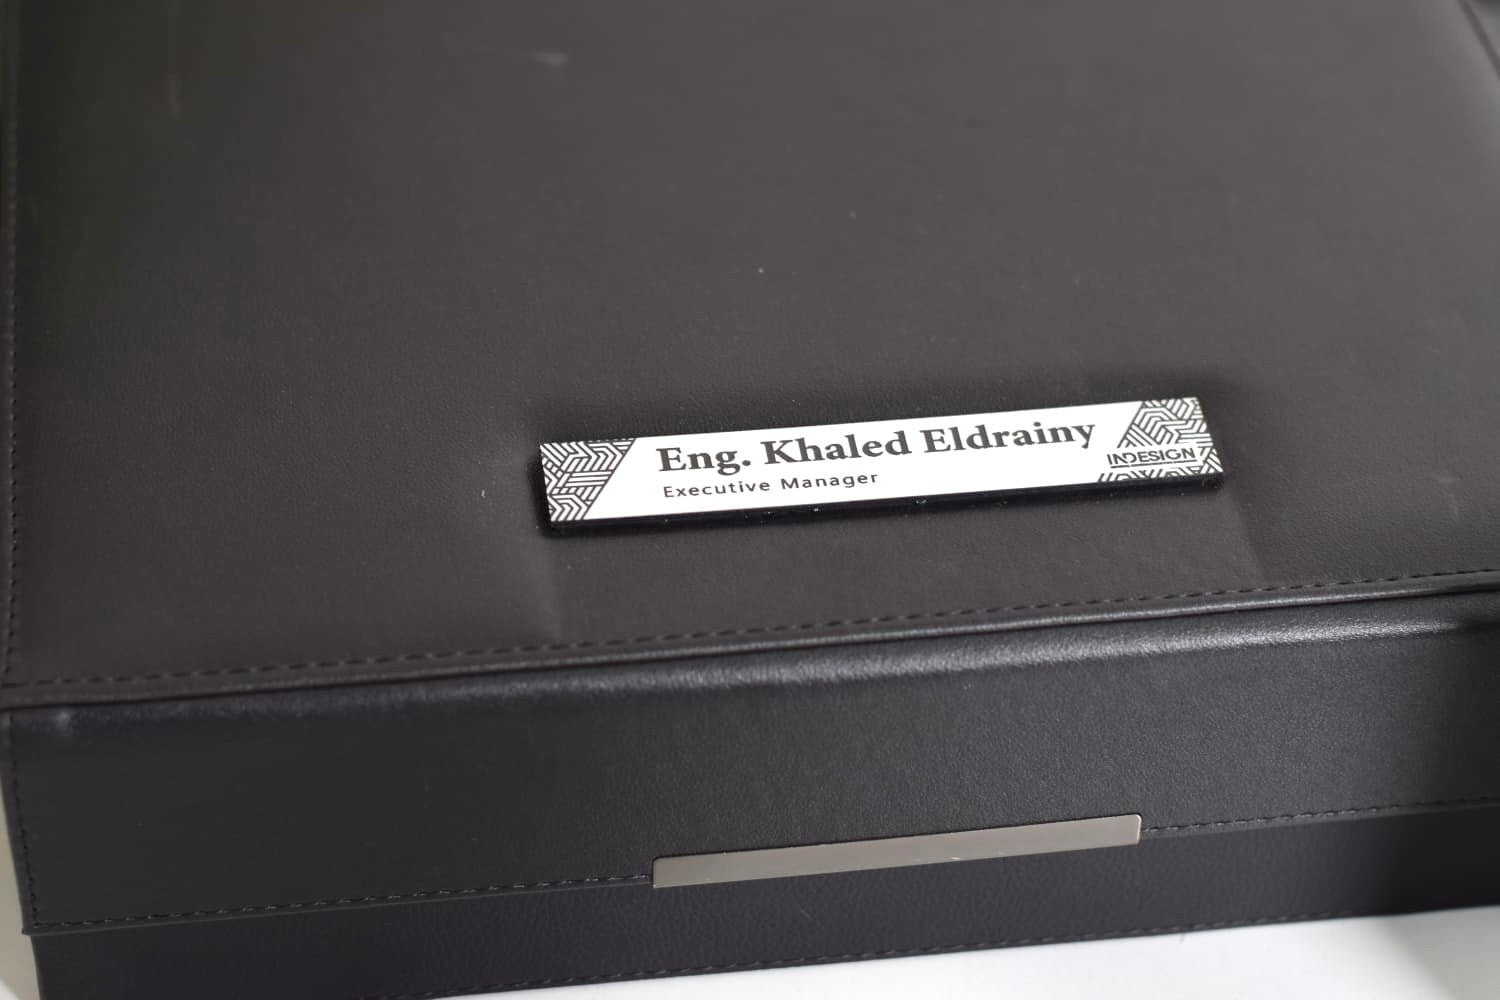 Eng. Khaled Eldrainy
Executive Manager
INDESIGN